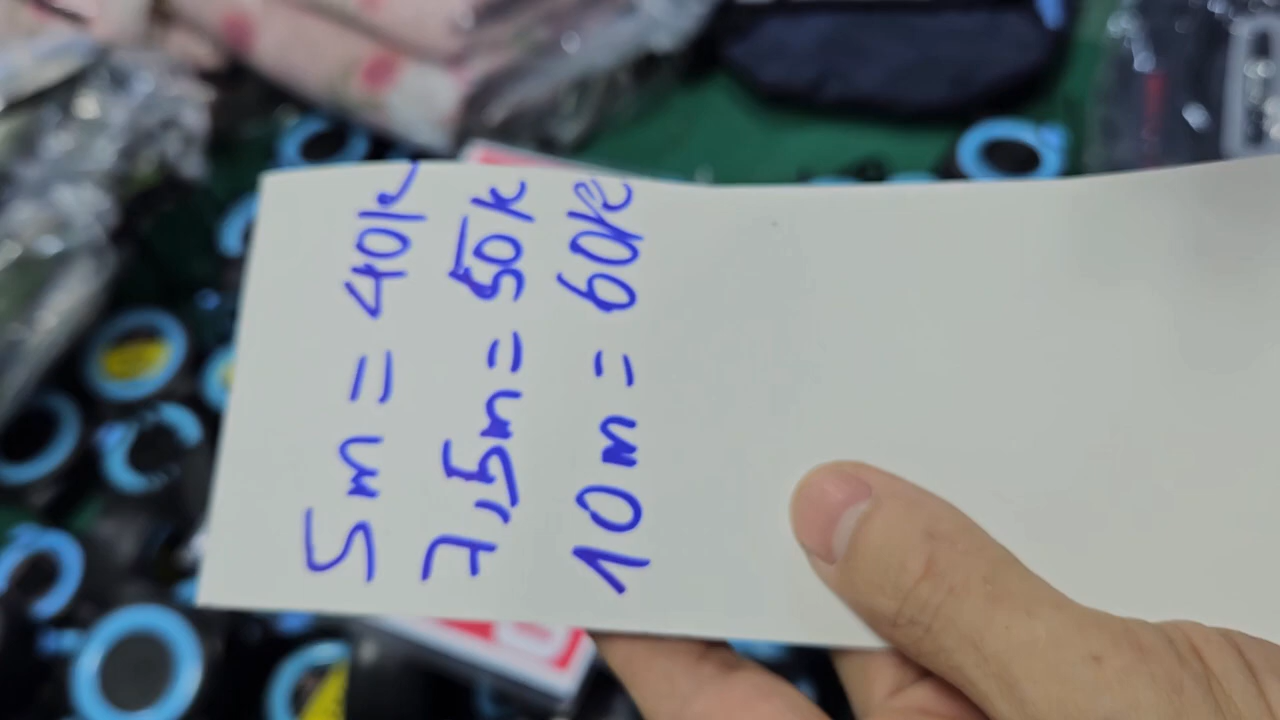 5m = 40k
7,5m = 50k
10m = 60k